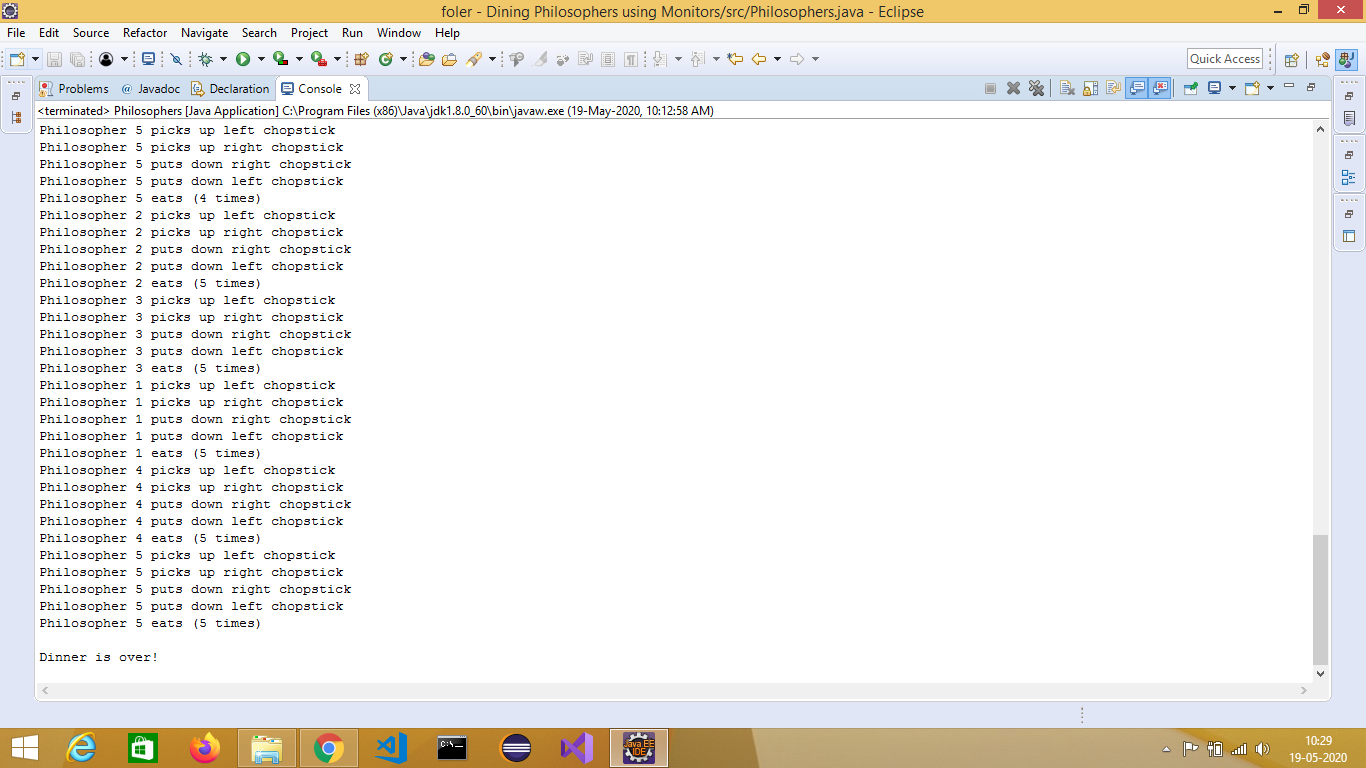 foler - Dining Philosophers using Monitors/src/Philosophers.java - Eclipse
File Edit Source Refactor Navigate Search Project Run Window Help
Quick Access
Problems @ Javadoc Declaration Console
<terminated> Philosophers [Java Application] C:\Program Files (x86)\Java\jdk1.8.0_60\bin\javaw.exe (19-May-2020, 10:12:58 AM)
Philosopher 5 picks up left chopstick
Philosopher 5 picks up right chopstick
Philosopher 5 puts down right chopstick
Philosopher 5 puts down left chopstick
Philosopher 5 eats (4 times)
Philosopher 2 picks up left chopstick
Philosopher 2 picks up right chopstick
Philosopher 2 puts down right chopstick
Philosopher 2 puts down left chopstick
Philosopher 2 eats (5 times)
Philosopher 3 picks up left chopstick
Philosopher 3 picks up right chopstick
Philosopher 3 puts down right chopstick
Philosopher 3 puts down left chopstick
Philosopher 3 eats (5 times)
Philosopher 1 picks up left chopstick
Philosopher 1 picks up right chopstick
Philosopher 1 puts down right chopstick
Philosopher 1 puts down left chopstick
Philosopher 1 eats (5 times)
Philosopher 4 picks up left chopstick
Philosopher 4 picks up right chopstick
Philosopher 4 puts down right chopstick
Philosopher 4 puts down left chopstick
Philosopher 4 eats (5 times)
Philosopher 5 picks up left chopstick
Philosopher 5 picks up right chopstick
Philosopher 5 puts down right chopstick
Philosopher 5 puts down left chopstick
Philosopher 5 eats (5 times)
Dinner is over!
C:\_
Java EE
IDE
10:29
19-05-2020